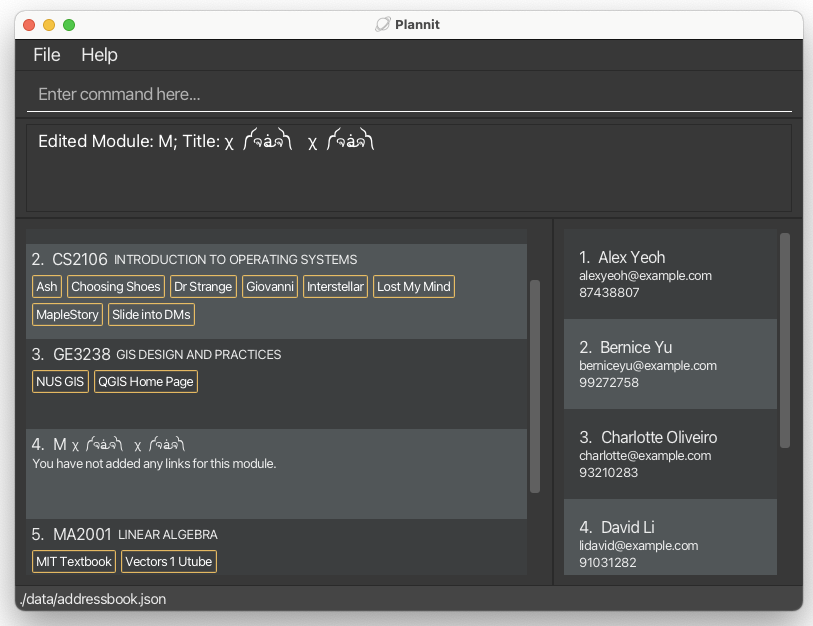 Plannit
File Help
Enter command here...
Edited Module: M; Title: χ
2. CS2106 INTRODUCTION TO OPERATING SYSTEMS
Ash Choosing Shoes Dr Strange Giovanni Interstellar Lost My Mind
MapleStory Slide into DMs
3. GE3238 GIS DESIGN AND PRACTICES
NUS GIS QGIS Home Page
4. M χ
You have not added any links for this module.
5. MA2001 LINEAR ALGEBRA
MIT Textbook Vectors 1 Utube
1. Alex Yeoh
alexyeoh@example.com
87438807
2. Bernice Yu
berniceyu@example.com
99272758
3. Charlotte Oliveiro
charlotte@example.com
93210283
4. David Li
lidavid@example.com
91031282
./data/addressbook.json